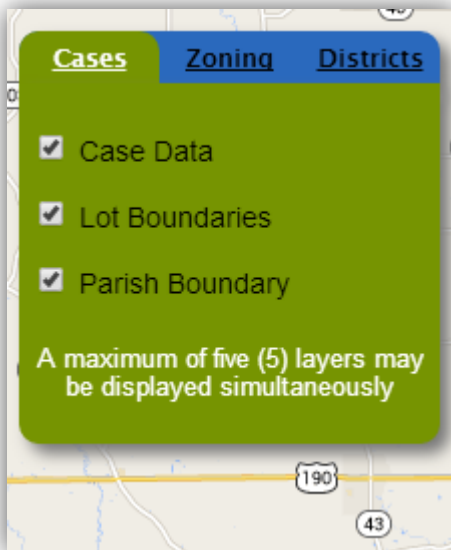 Cases Zoning Districts
Case Data
Lot Boundaries
Parish Boundary
A maximum of five (5) layers may
be displayed simultaneously
190
43